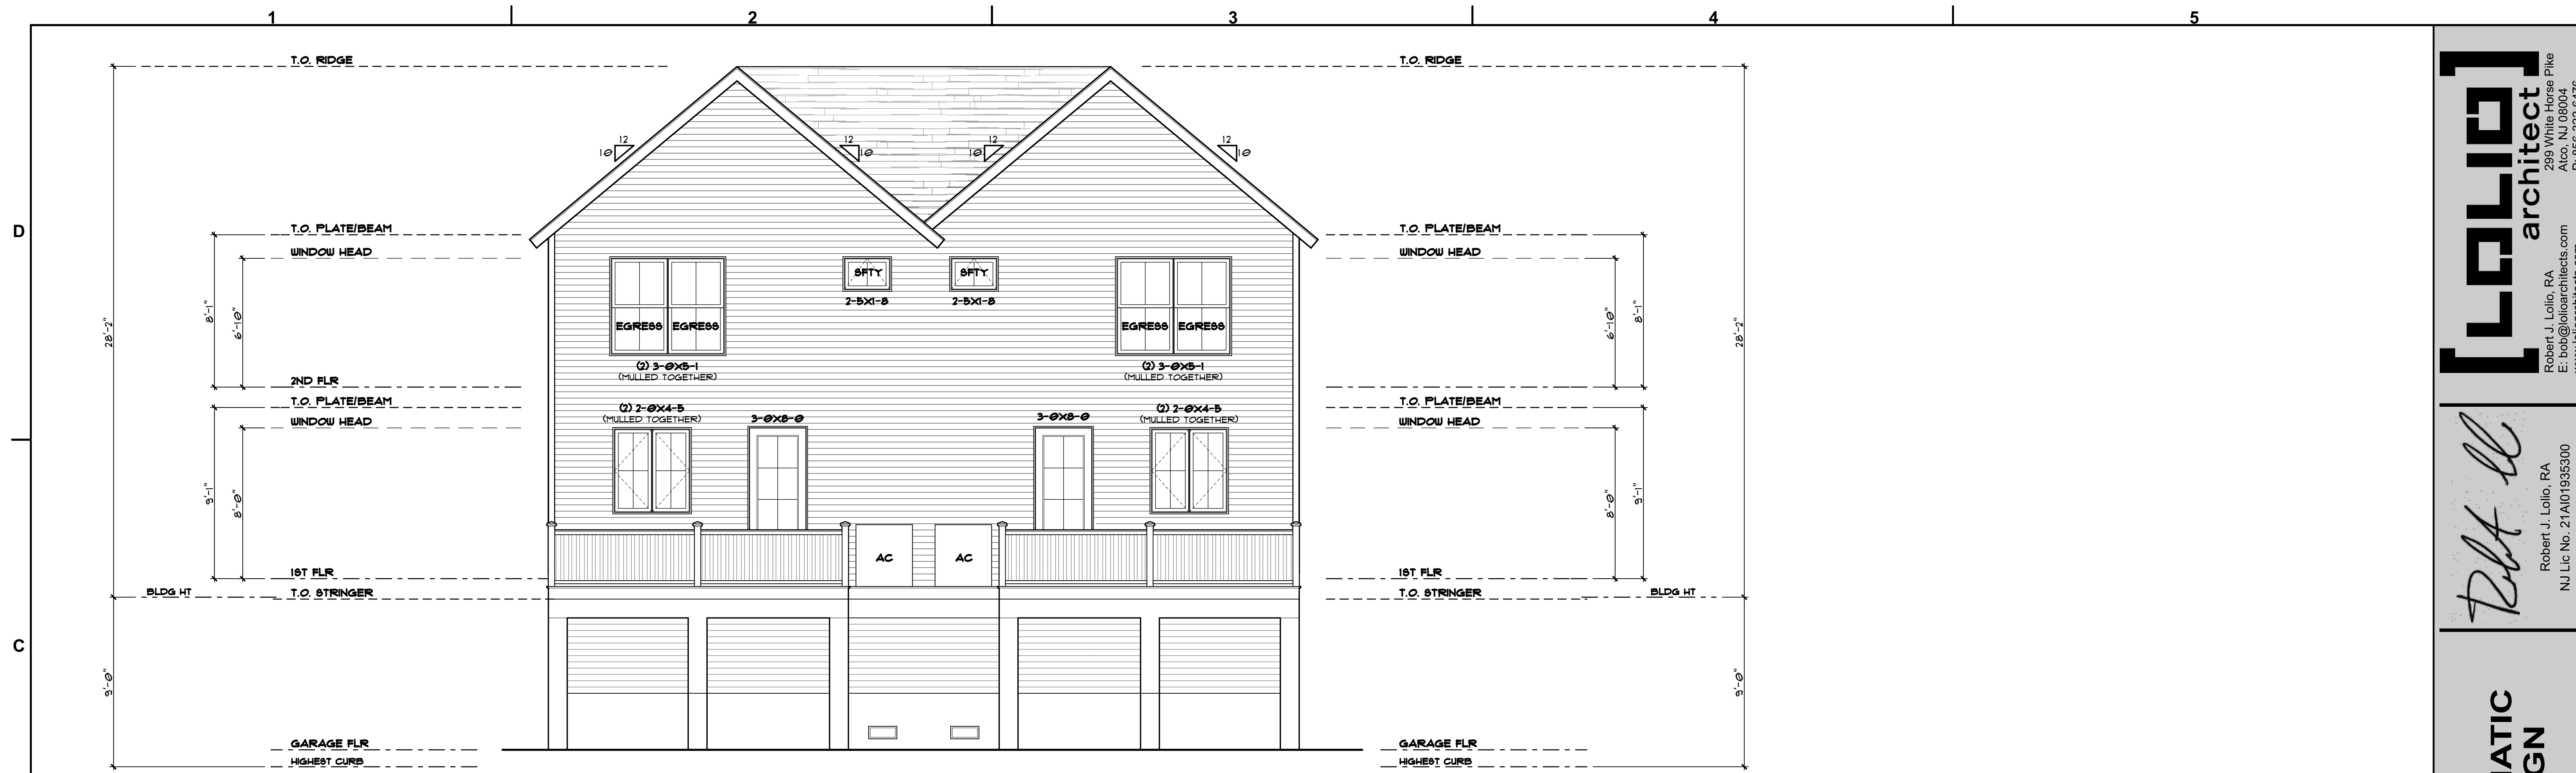 1 2 3 4 5
D
C
T.O. RIDGE
T.O. PLATE/BEAM
WINDOW HEAD
2ND FLR
T.O. PLATE/BEAM
WINDOW HEAD
1ST FLR
BLDG HT
T.O. STRINGER
GARAGE FLR
HIGHEST CURB
28'-2"
8'-1"
6'-10"
9'-1"
8'-0"
9'-0"
12
10
12
10
12
10
12
10
SFTY
2-5X1-8
SFTY
2-5X1-8
EGRESS EGRESS
(2) 3-0X5-1
(MULLED TOGETHER)
EGRESS EGRESS
(2) 3-0X5-1
(MULLED TOGETHER)
(2) 2-0X4-5
(MULLED TOGETHER)
3-0X8-0
3-0X8-0
(2) 2-0X4-5
(MULLED TOGETHER)
AC
AC
T.O. RIDGE
T.O. PLATE/BEAM
WINDOW HEAD
T.O. PLATE/BEAM
WINDOW HEAD
1ST FLR
T.O. STRINGER
BLDG HT
GARAGE FLR
HIGHEST CURB
6'-10"
8'-1"
28'-2"
8'-0"
9'-1"
9'-0"
[LOLIO]
architect
299 White Horse Pike
Atco, NJ 08004
Robert J. Lolio, RA
E: bob@lolioarchitects.com
Robert J. Lolio, RA
NJ Lic No. 21AI01935300